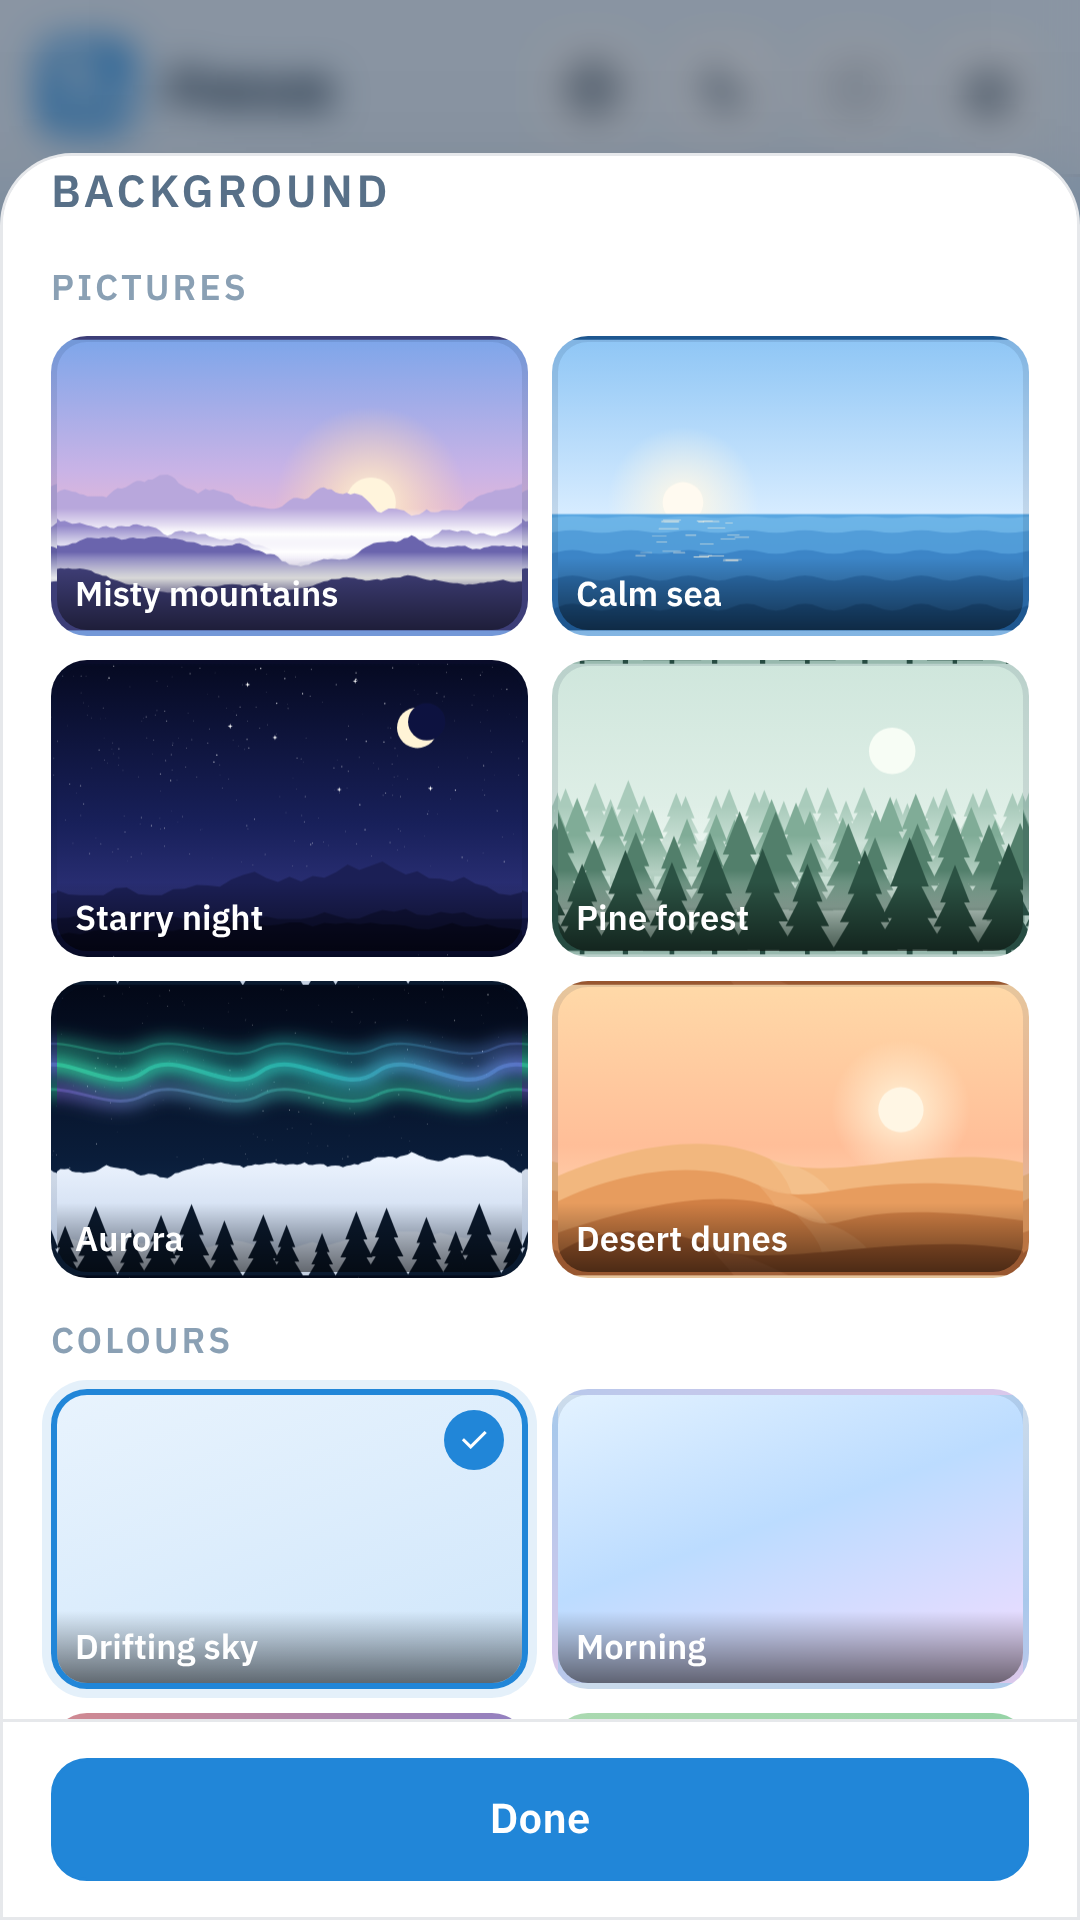 BACKGROUND
PICTURES
Misty mountains
Calm sea
Starry night
Pine forest
Aurora
Desert dunes
COLOURS
Drifting sky
Morning
Done